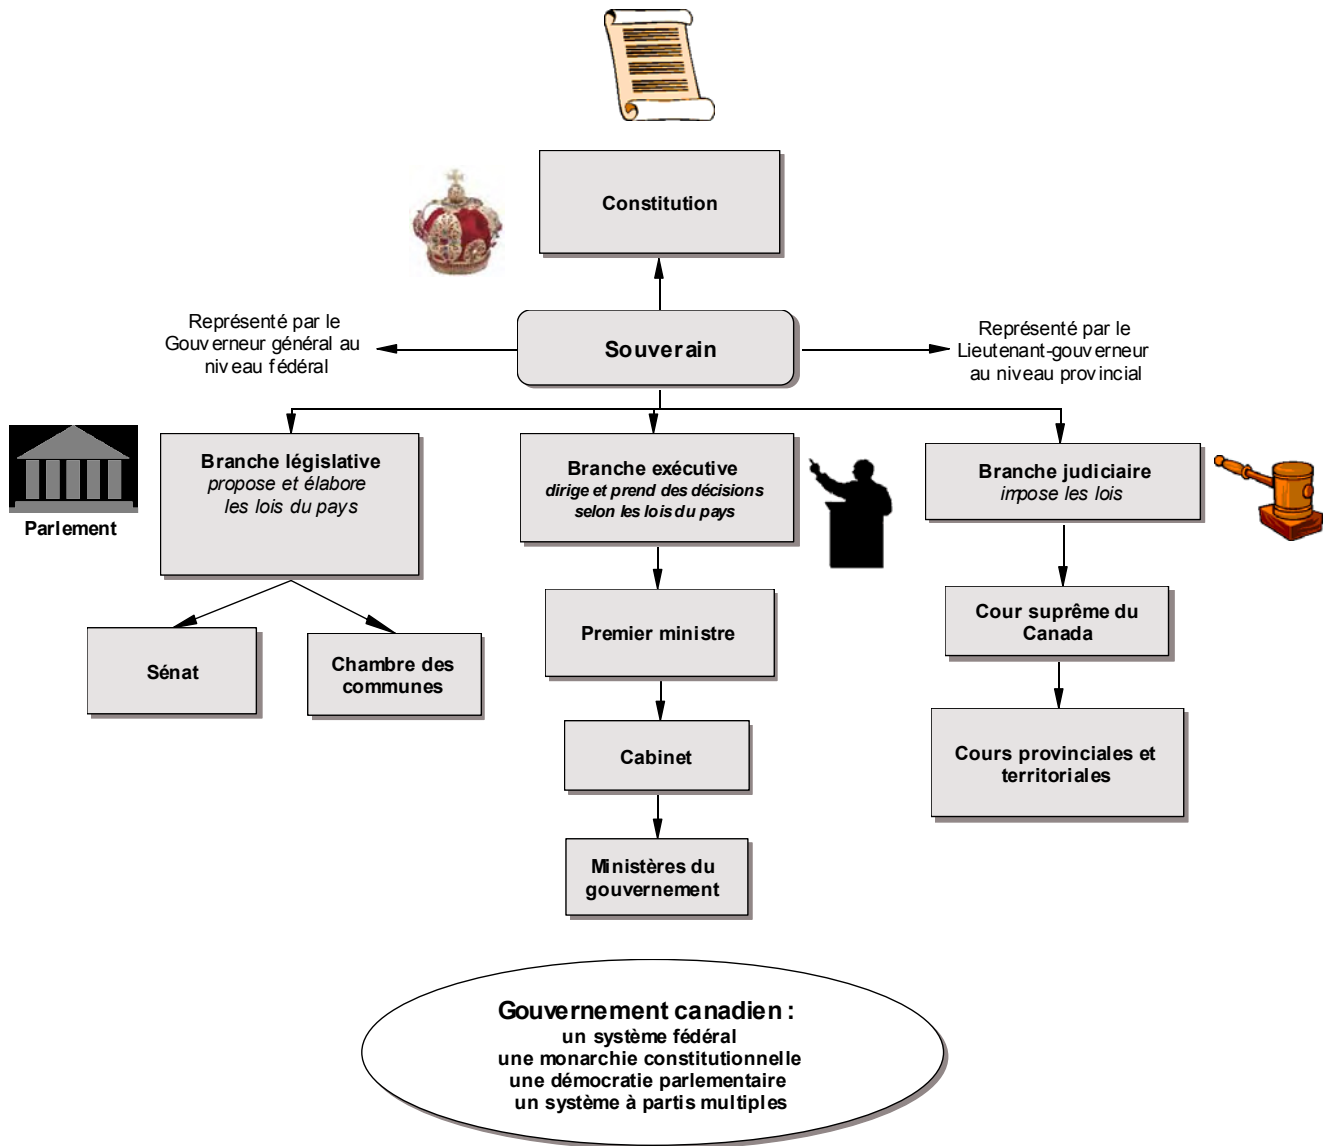 Constitution
Représenté par le
Gouverneur général au
niveau fédéral
Souverain
Représenté par le
Lieutenant-gouverneur
au niveau provincial
Parlement
Branche législative
propose et élabore
les lois du pays
Branche exécutive
dirige et prend des décisions
selon les lois du pays
Branche judiciaire
impose les lois
Sénat
Chambre des
communes
Premier ministre
Cour suprême du
Canada
Cabinet
Cours provinciales et
territoriales
Ministères du
gouvernement
Gouvernement canadien :
un système fédéral
une monarchie constitutionnelle
une démocratie parlementaire
un système à partis multiples